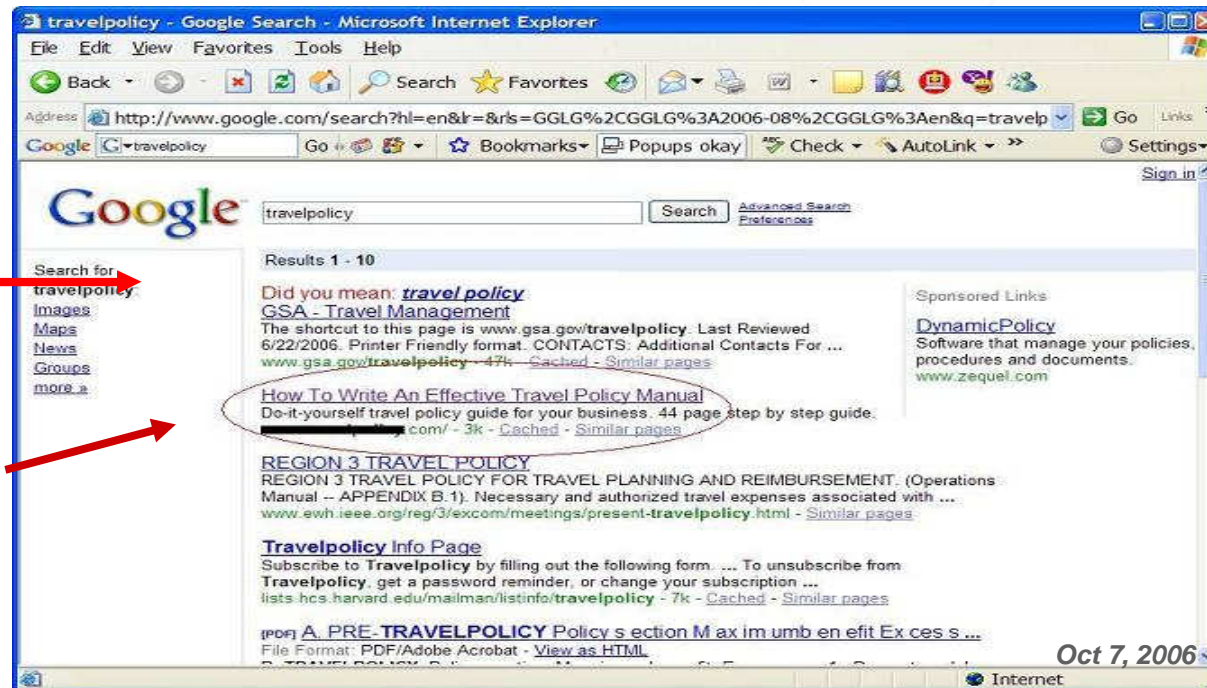 travelpolicy - Google Search - Microsoft Internet Explorer
File Edit View Favorites Tools Help
Back Search Favorites
Address http://www.google.com/search?hl=en&lr=&rls=GGLG%2CGGLG%3A2006-08%2CGGLG%3Aen&q=travelp Go Links
Google G travelpolicy Go Bookmarks Popups okay Check AutoLink >> Settings
Sign in
Google travelpolicy Search Advanced Search
Preferences
Search for
travelpolicy:
Images
Maps
News
Groups
more »
Results 1 - 10
Did you mean: travel policy
GSA - Travel Management
The shortcut to this page is www.gsa.gov/travelpolicy. Last Reviewed
6/22/2006. Printer Friendly format. CONTACTS: Additional Contacts For ...
www.gsa.gov/travelpolicy - 47k - Cached - Similar pages
How To Write An Effective Travel Policy Manual
Do-it-yourself travel policy guide for your business. 44 page step by step guide.
.com/ - 3k - Cached - Similar pages
REGION 3 TRAVEL POLICY
REGION 3 TRAVEL POLICY FOR TRAVEL PLANNING AND REIMBURSEMENT. (Operations
Manual -- APPENDIX B.1). Necessary and authorized travel expenses associated with ...
www.ewh.ieee.org/reg/3/excom/meetings/present-travelpolicy.html - Similar pages
Travelpolicy Info Page
Subscribe to Travelpolicy by filling out the following form. ... To unsubscribe from
Travelpolicy, get a password reminder, or change your subscription ...
lists.hcs.harvard.edu/mailman/listinfo/travelpolicy - 7k - Cached - Similar pages
[PDF] A. PRE-TRAVELPOLICY Policy s ection M ax im umb en efit Ex ces s ...
File Format: PDF/Adobe Acrobat - View as HTML
Sponsored Links
DynamicPolicy
Software that manage your policies,
procedures and documents.
www.zequel.com
Oct 7, 2006
Internet